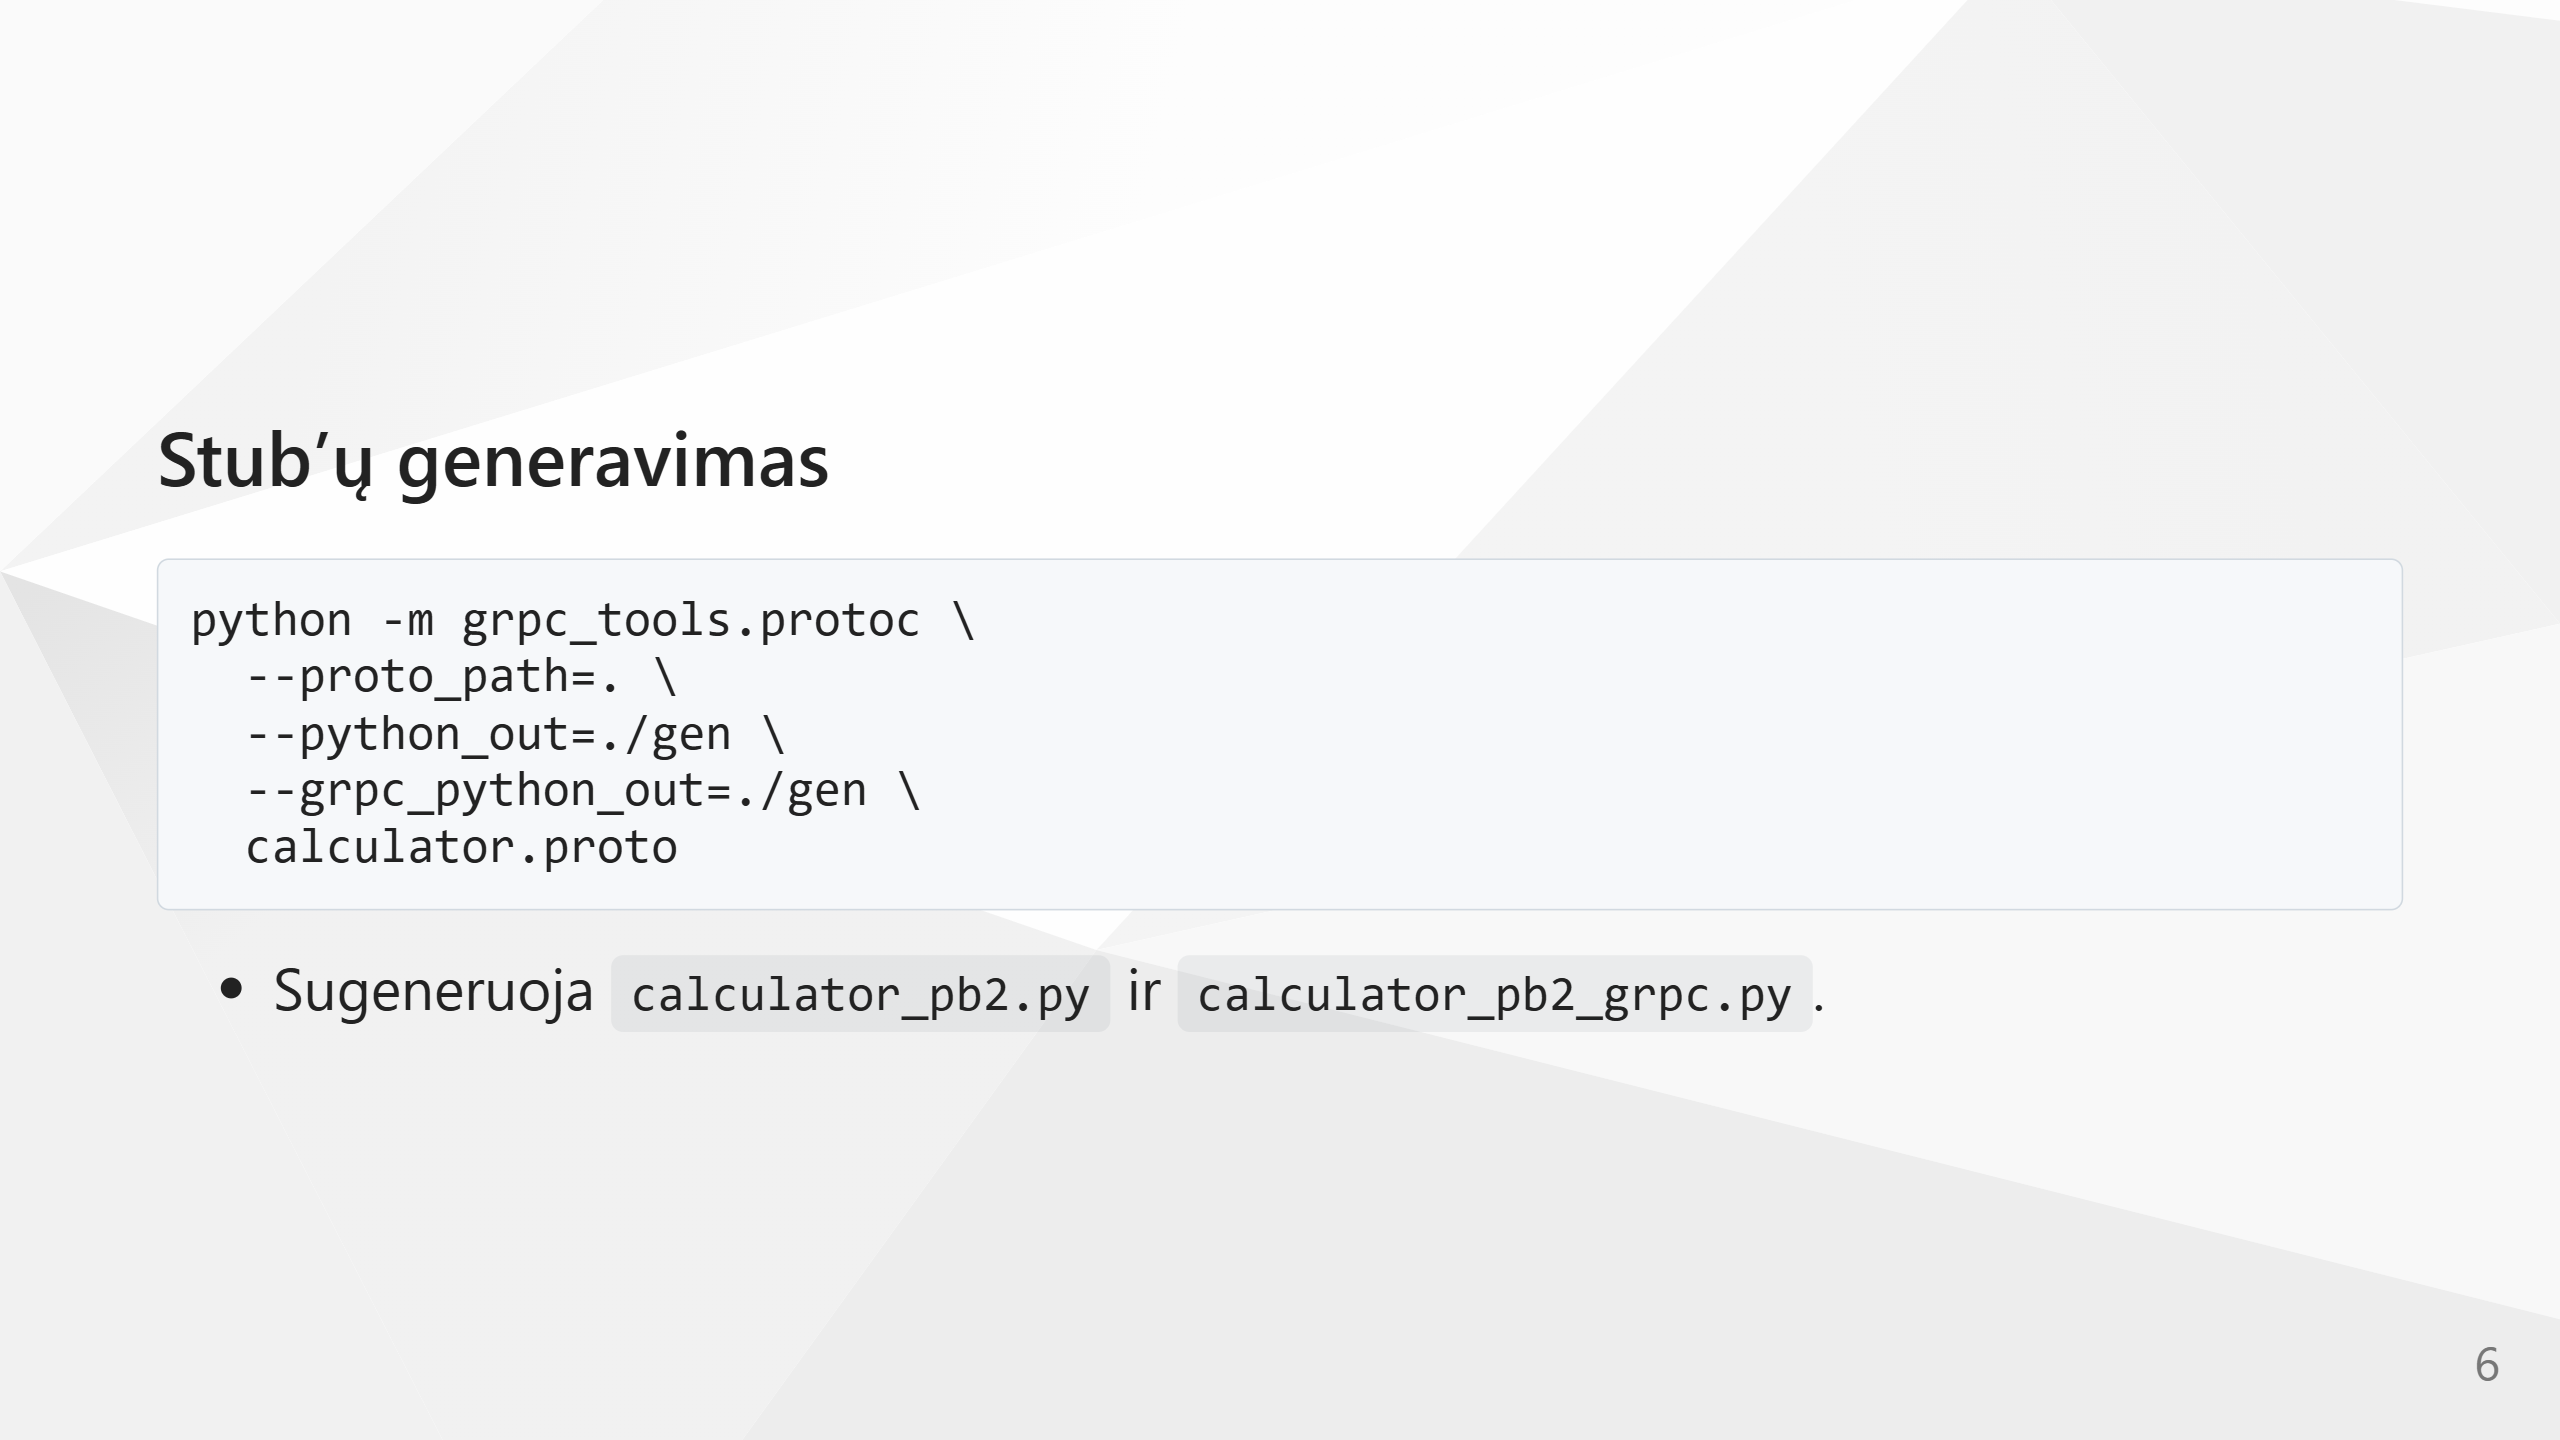 Stub’ų generavimas
python -m grpc_tools.protoc \
  --proto_path=. \
  --python_out=./gen \
  --grpc_python_out=./gen \
  calculator.proto
• Sugeneruoja calculator_pb2.py ir calculator_pb2_grpc.py.
6